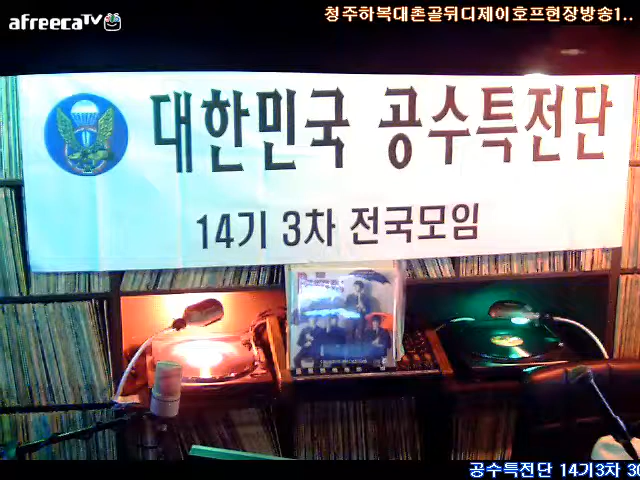 afreecaTV
청주하복대촌골뒤디제이호프현장방송1..
대한민국 공수특전단
14기 3차 전국모임
공수특전단 14기3차 30